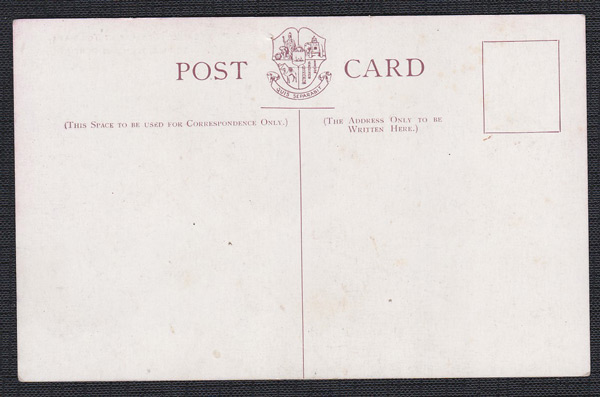 POST CARD
QUIS SEPARABIT
(THIS SPACE TO BE USED FOR CORRESPONDENCE ONLY.)
(THE ADDRESS ONLY TO BE
WRITTEN HERE.)